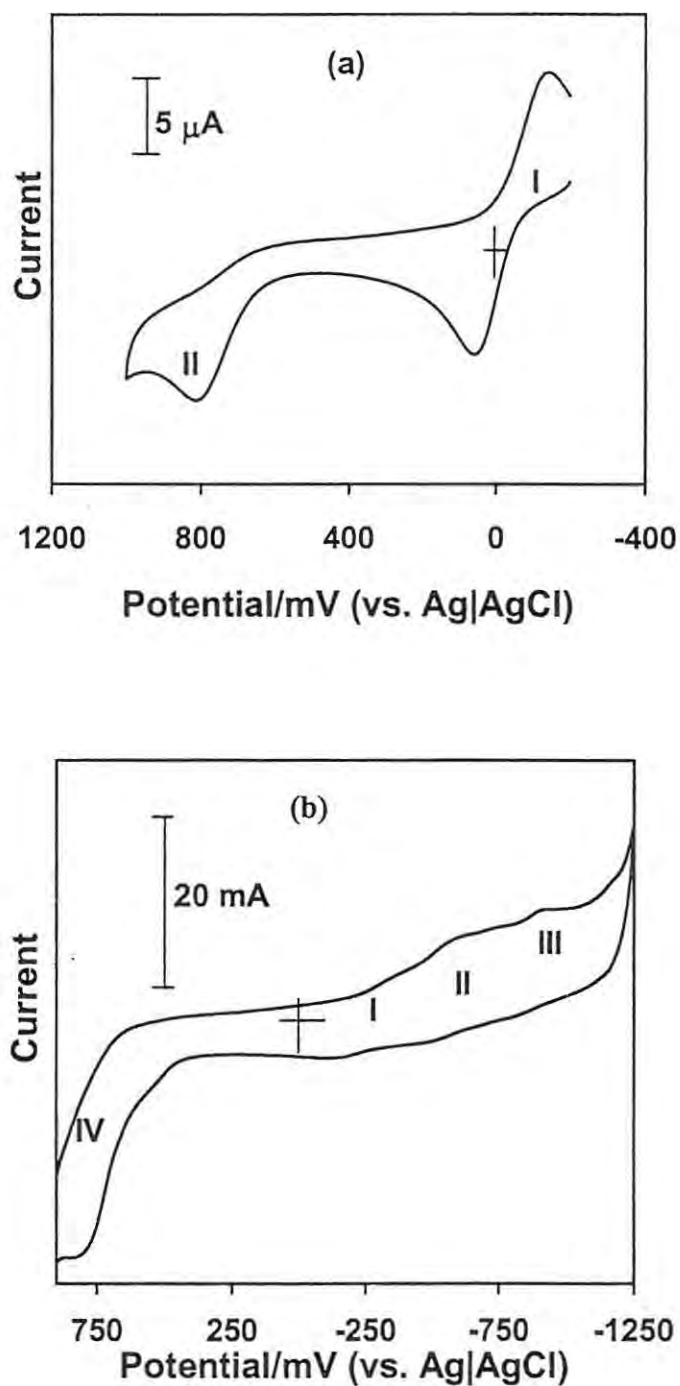 (a)
5 μA
I
II
Current
1200 800 400 0 -400
Potential/mV (vs. Ag|AgCl)
(b)
20 mA
III
II
I
IV
Current
750 250 -250 -750 -1250
Potential/mV (vs. Ag|AgCl)